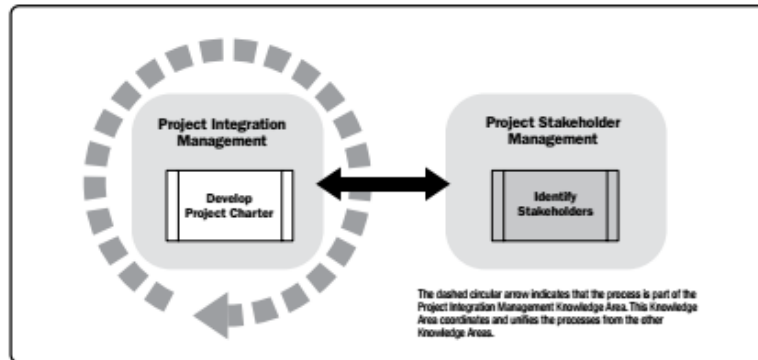 Project Integration
Management
Develop
Project Charter
Project Stakeholder
Management
Identify
Stakeholders
The dashed circular arrow indicates that the process is part of the
Project Integration Management Knowledge Area. This Knowledge
Area coordinates and unifies the processes from the other
Knowledge Areas.